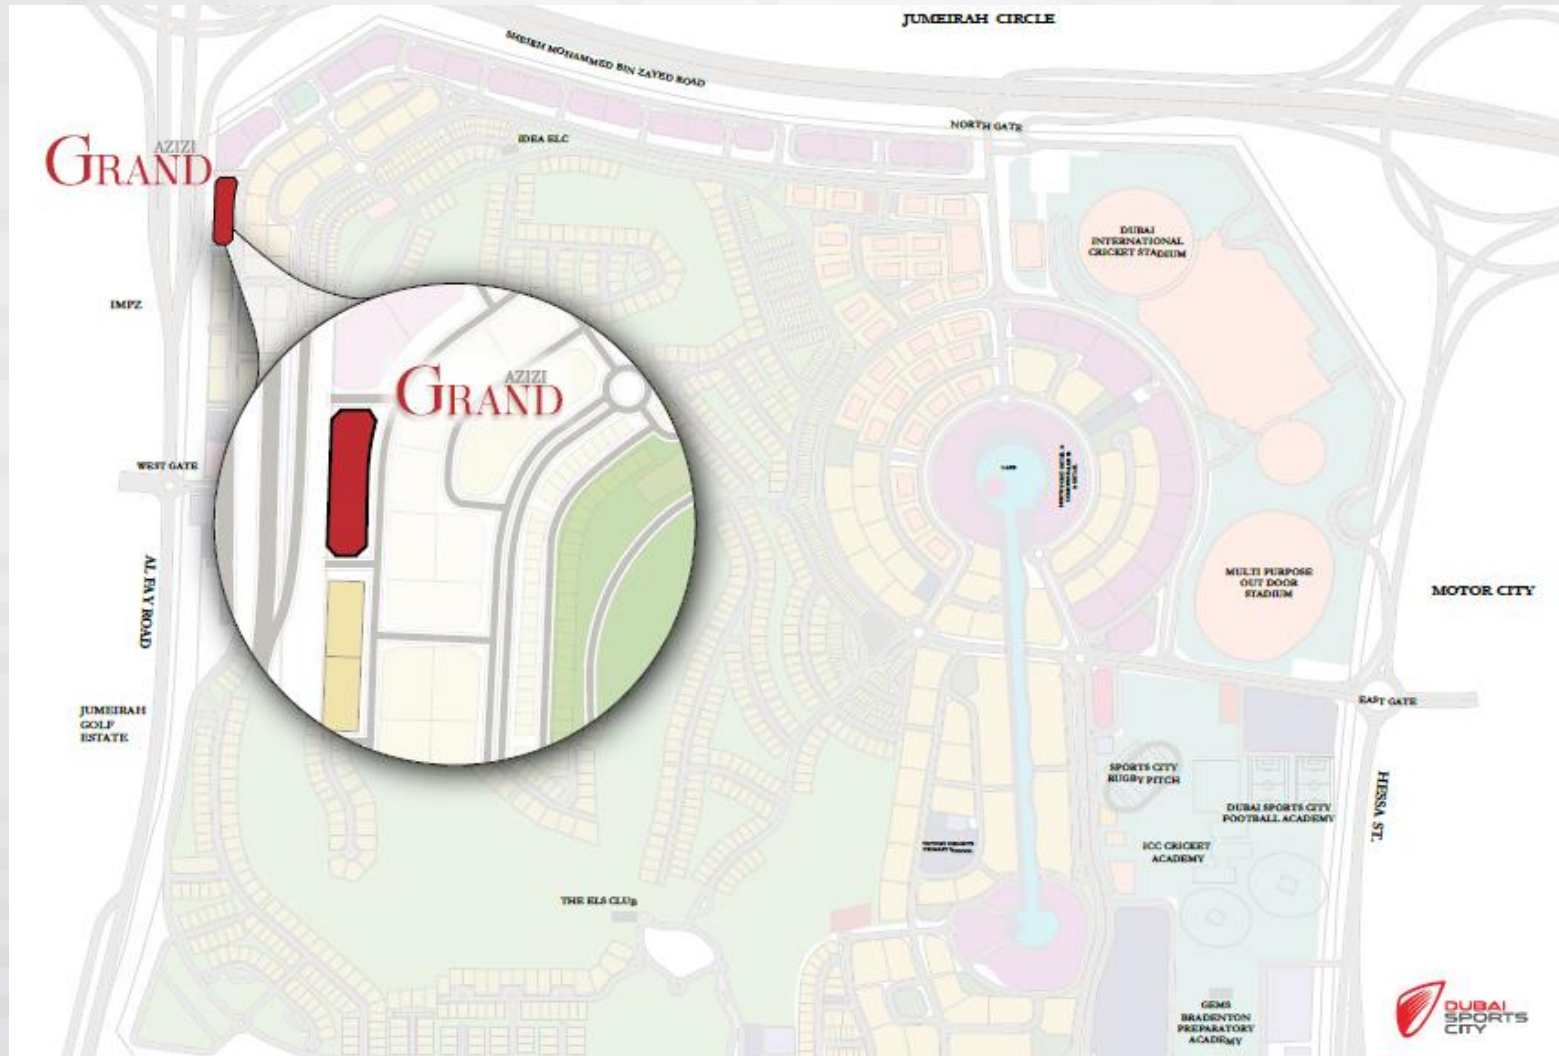 JUMEIRAH CIRCLE
SHEIKH MOHAMMED BIN ZAYED ROAD
NORTH GATE
IDEA ELC
AZIZI
GRAND
DUBAI
INTERNATIONAL
CRICKET STADIUM
IMPZ
AZIZI
GRAND
WEST GATE
LAKE
AL FAY ROAD
MULTI PURPOSE
OUT DOOR
STADIUM
MOTOR CITY
JUMEIRAH
GOLF
ESTATE
EAST GATE
SPORTS CITY
RUGBY PITCH
HESSA ST.
DUBAI SPORTS CITY
FOOTBALL ACADEMY
ICC CRICKET
ACADEMY
THE ELS CLUB
GEMS
BRADENTON
PREPARATORY
ACADEMY
DUBAI
SPORTS
CITY